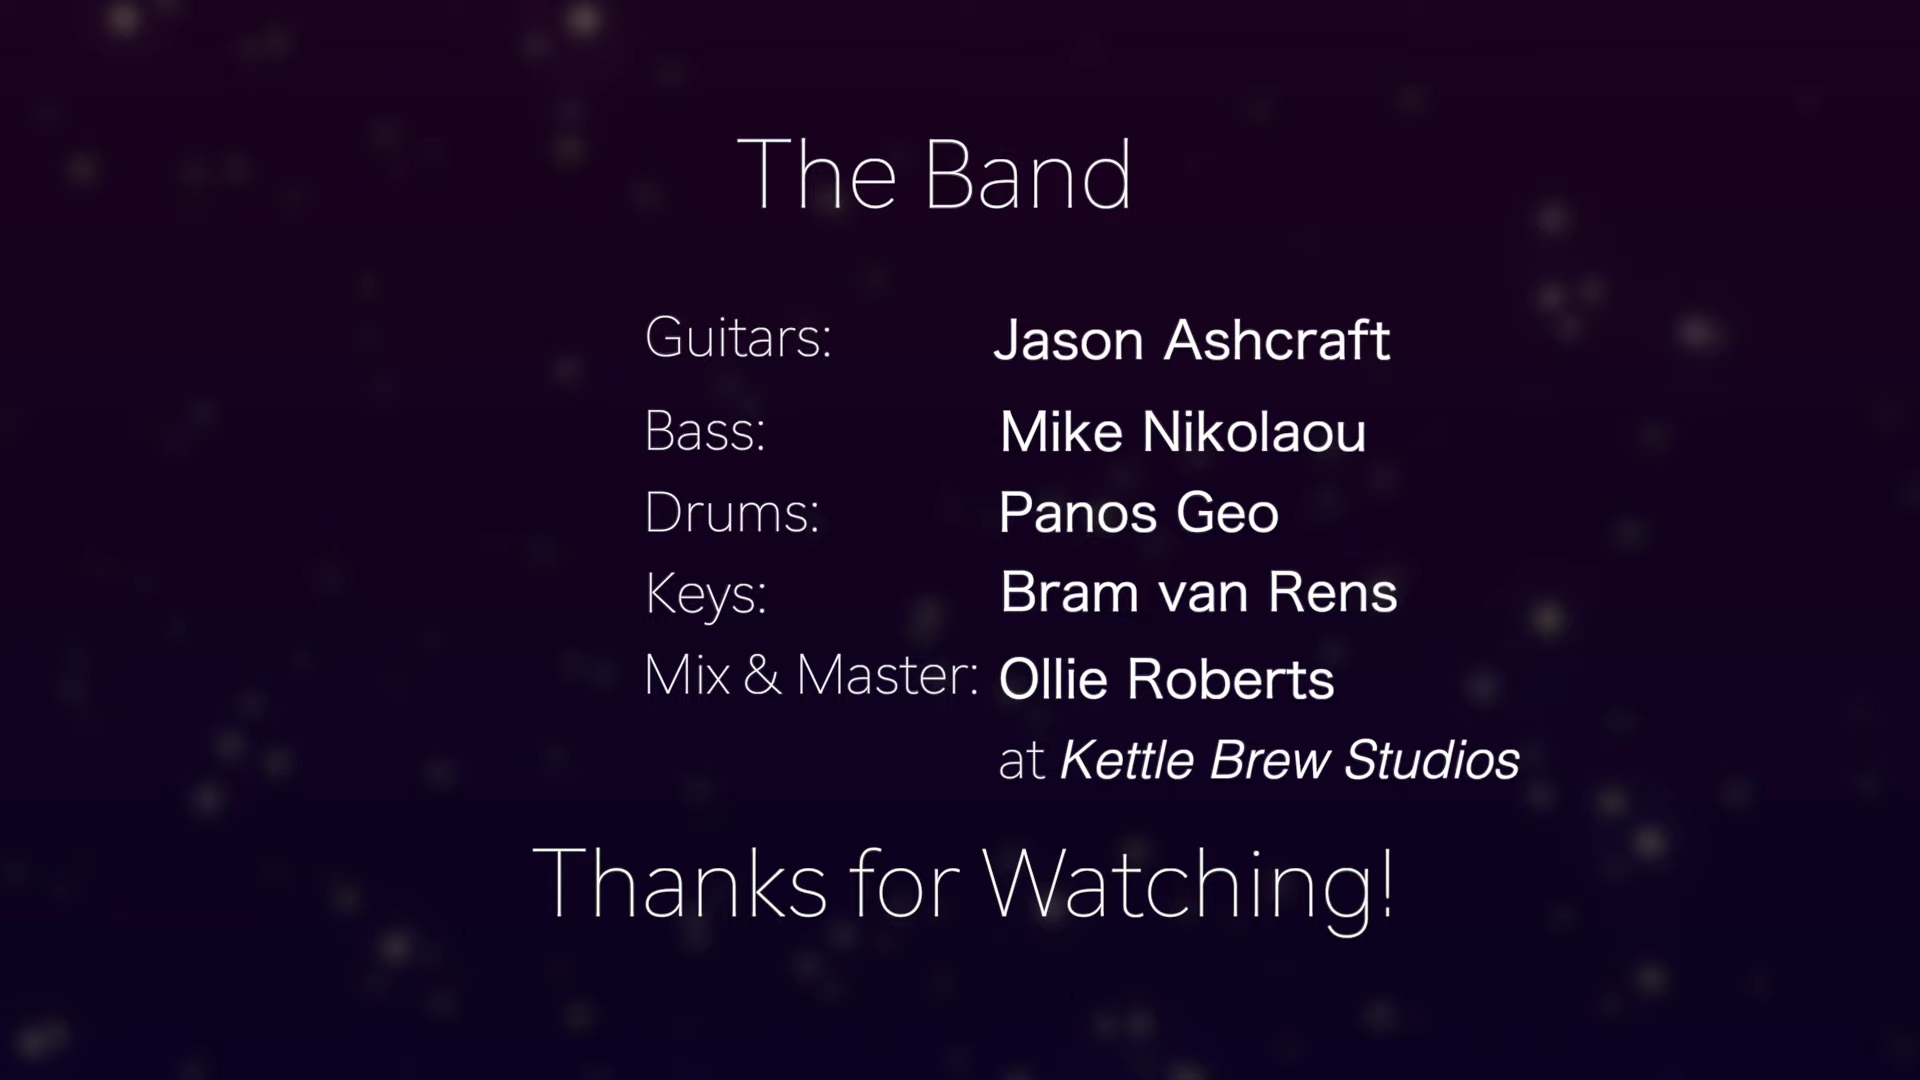 The Band
Guitars: Jason Ashcraft
Bass: Mike Nikolaou
Drums: Panos Geo
Keys: Bram van Rens
Mix & Master: Ollie Roberts
at Kettle Brew Studios
Thanks for Watching!